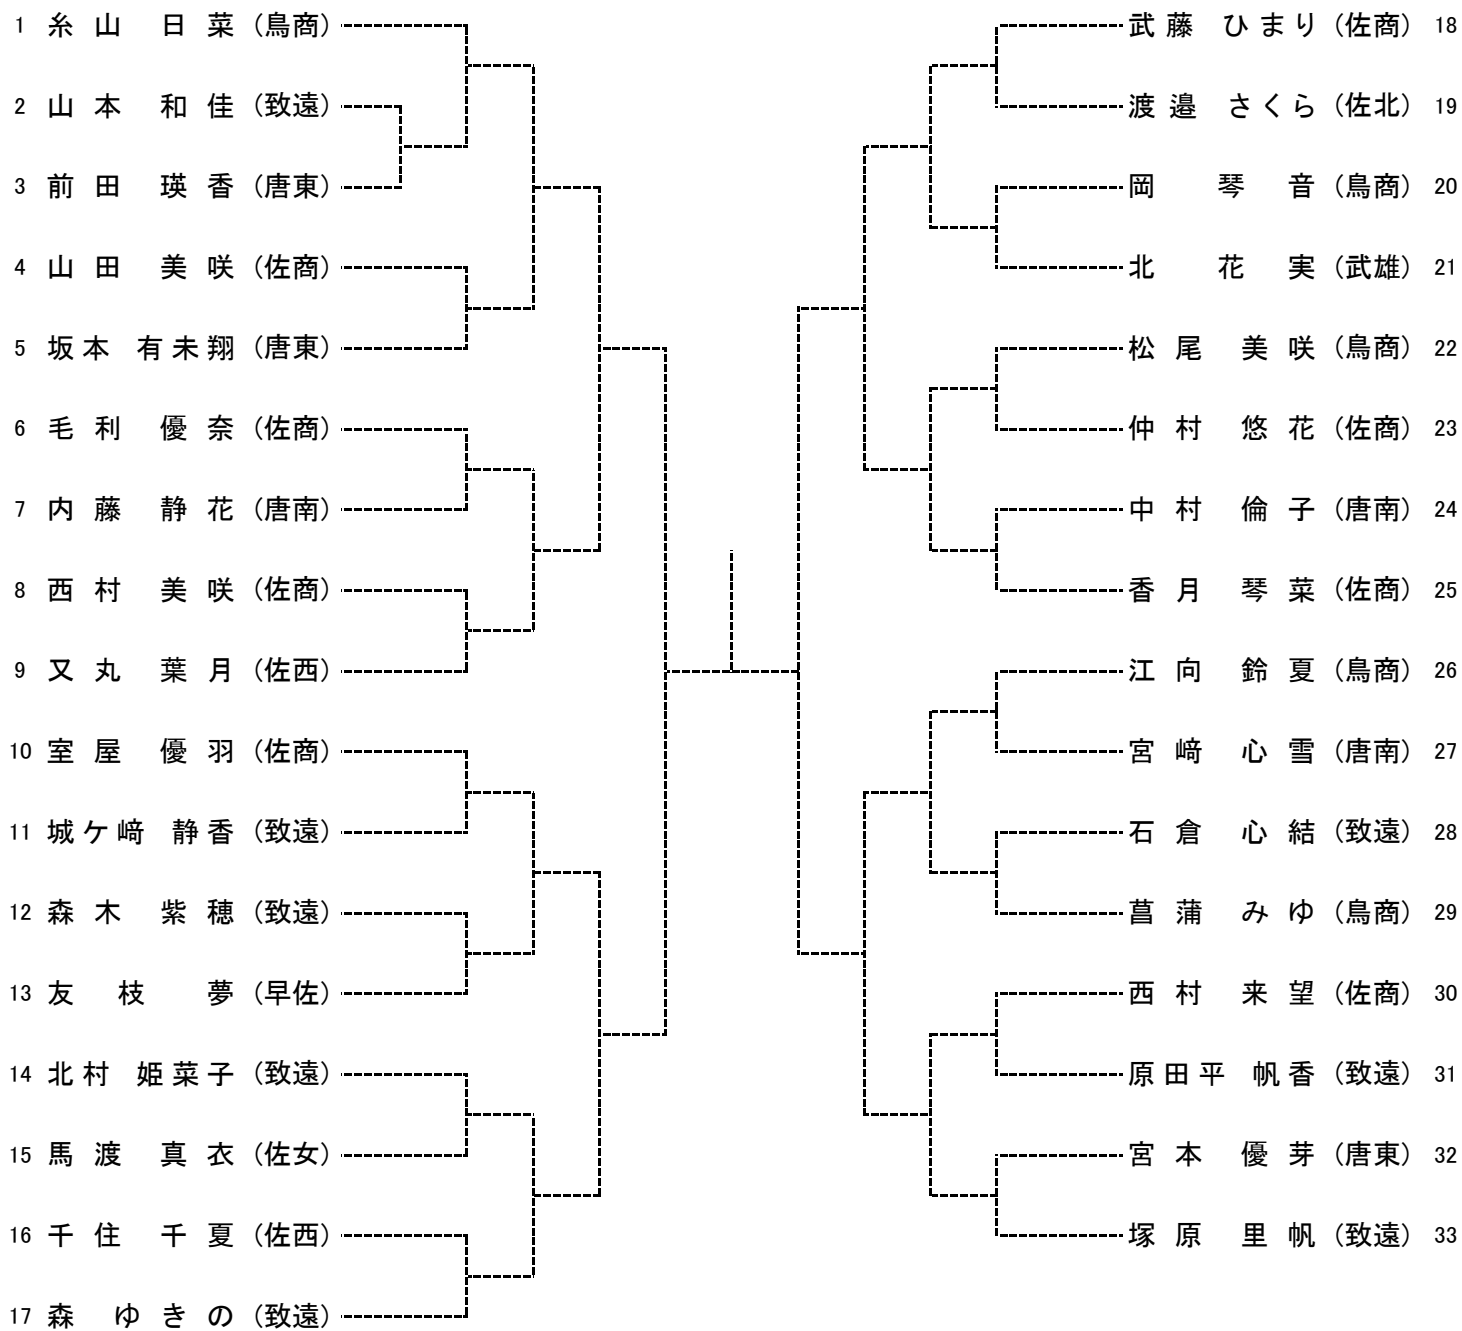 1 糸山 日菜 (鳥商)
2 山本 和佳 (致遠)
3 前田 瑛香 (唐東)
4 山田 美咲 (佐商)
5 坂本 有未翔 (唐東)
6 毛利 優奈 (佐商)
7 内藤 静花 (唐南)
8 西村 美咲 (佐商)
9 又丸 葉月 (佐西)
10 室屋 優羽 (佐商)
11 城ケ﨑 静香 (致遠)
12 森木 紫穂 (致遠)
13 友枝 夢 (早佐)
14 北村 姫菜子 (致遠)
15 馬渡 真衣 (佐女)
16 千住 千夏 (佐西)
17 森 ゆきの (致遠)
武藤 ひまり (佐商) 18
渡邉 さくら (佐北) 19
岡 琴音 (鳥商) 20
北 花実 (武雄) 21
松尾 美咲 (鳥商) 22
仲村 悠花 (佐商) 23
中村 倫子 (唐南) 24
香月 琴菜 (佐商) 25
江向 鈴夏 (鳥商) 26
宮﨑 心雪 (唐南) 27
石倉 心結 (致遠) 28
菖蒲 みゆ (鳥商) 29
西村 来望 (佐商) 30
原田平 帆香 (致遠) 31
宮本 優芽 (唐東) 32
塚原 里帆 (致遠) 33